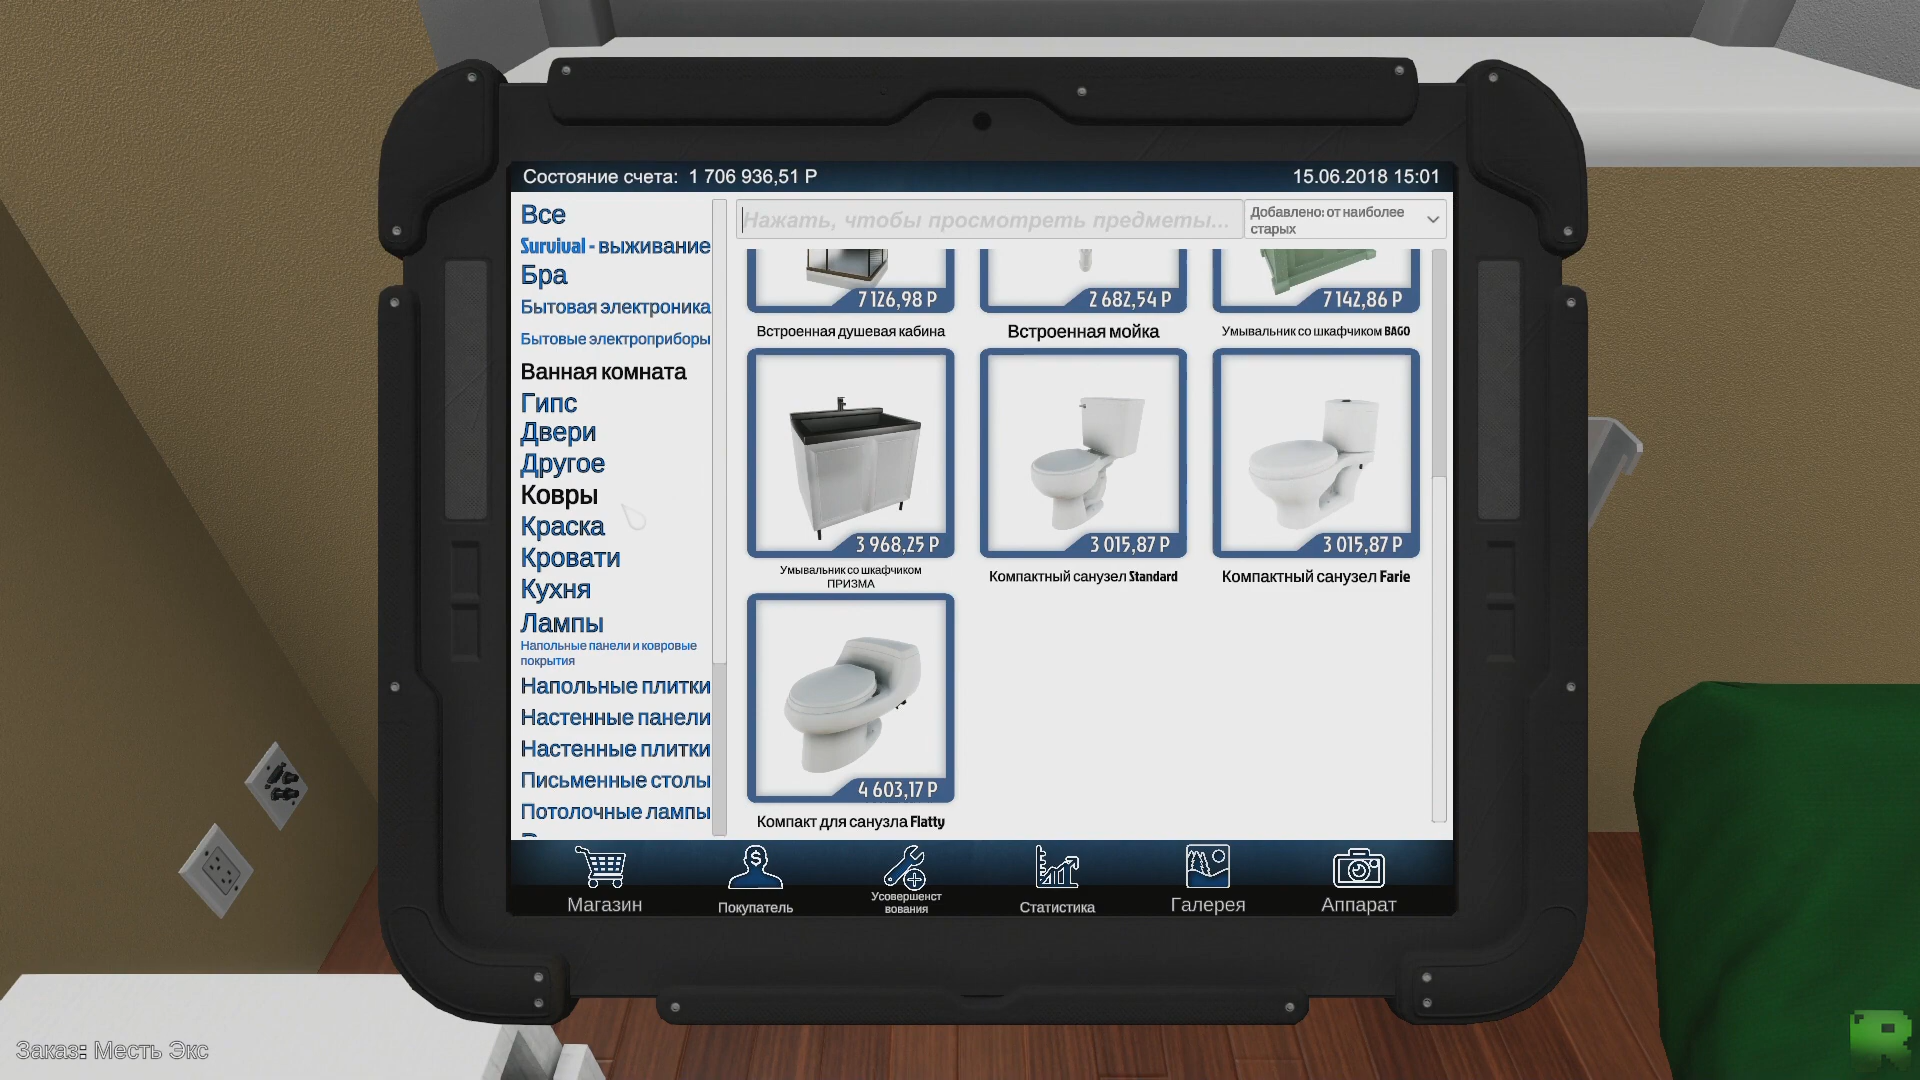 Состояние счета: 1 706 936,51 Р
15.06.2018 15:01
Все
Survival - выживание
Бра
Бытовая электроника
Бытовые электроприборы
Ванная комната
Гипс
Двери
Другое
Ковры
Краска
Кровати
Кухня
Лампы
Напольные панели и ковровые
покрытия
Напольные плитки
Настенные панели
Настенные плитки
Письменные столы
Потолочные лампы
Нажать, чтобы просмотреть предметы...
Добавлено: от наиболее
старых
7 126,98 Р
2 682,54 Р
7 142,86 Р
Встроенная душевая кабина
Встроенная мойка
Умывальник со шкафчиком BAGO
3 968,25 Р
3 015,87 Р
3 015,87 Р
Умывальник со шкафчиком
ПРИЗМА
Компактный санузел Standard
Компактный санузел Farie
4 603,17 Р
Компакт для санузла Flatty
Магазин
Покупатель
Усовершенст
вования
Статистика
Галерея
Аппарат
Заказ: Месть Экс